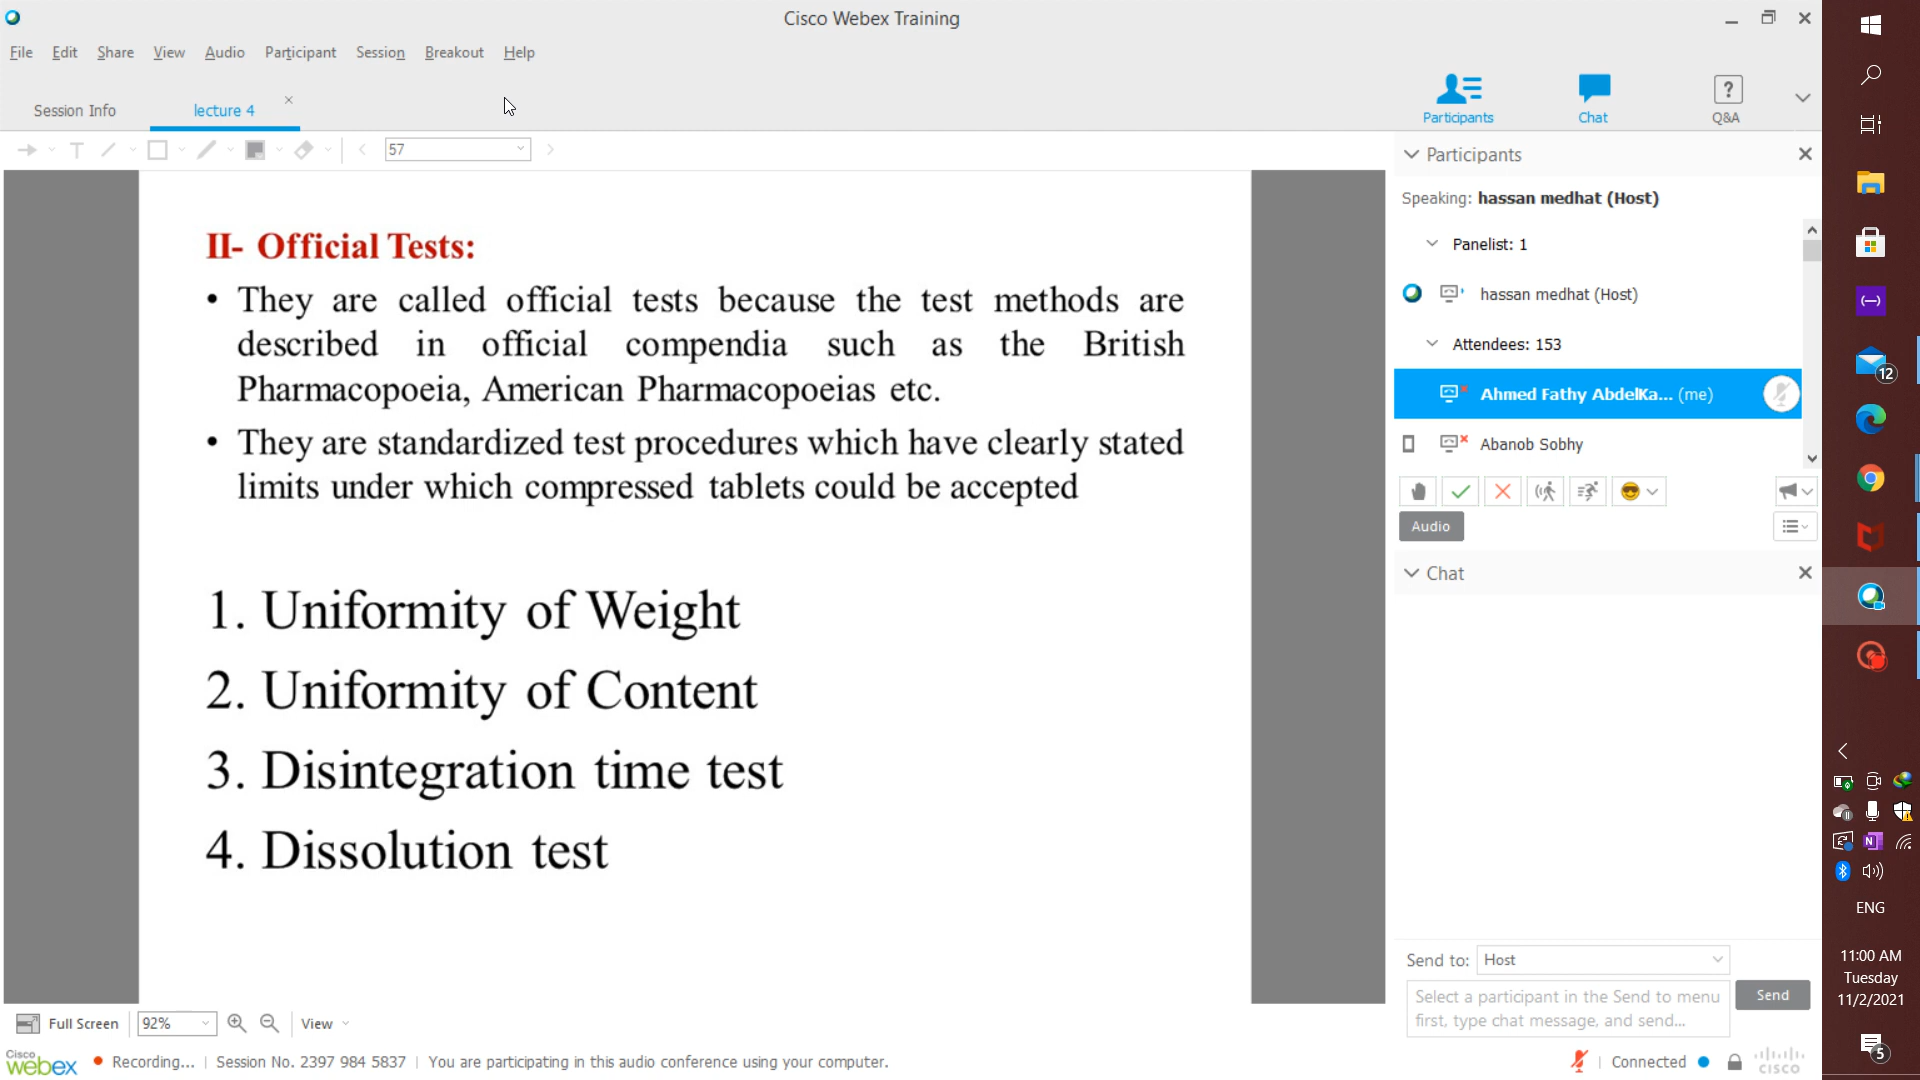 Cisco Webex Training
File Edit Share View Audio Participant Session Breakout Help
Session Info
lecture 4
Participants
Chat
Q&A
57
II- Official Tests:
• They are called official tests because the test methods are
described in official compendia such as the British
Pharmacopoeia, American Pharmacopoeias etc.
• They are standardized test procedures which have clearly stated
limits under which compressed tablets could be accepted
1. Uniformity of Weight
2. Uniformity of Content
3. Disintegration time test
4. Dissolution test
Participants
Speaking: hassan medhat (Host)
Panelist: 1
hassan medhat (Host)
Attendees: 153
Ahmed Fathy AbdelKa... (me)
Abanob Sobhy
Audio
Chat
Send to: Host
Select a participant in the Send to menu
first, type chat message, and send...
Send
Full Screen 92% View
Cisco webex Recording... Session No. 2397 984 5837 You are participating in this audio conference using your computer.
Connected
cisco
12
ENG
11:00 AM
Tuesday
11/2/2021
5